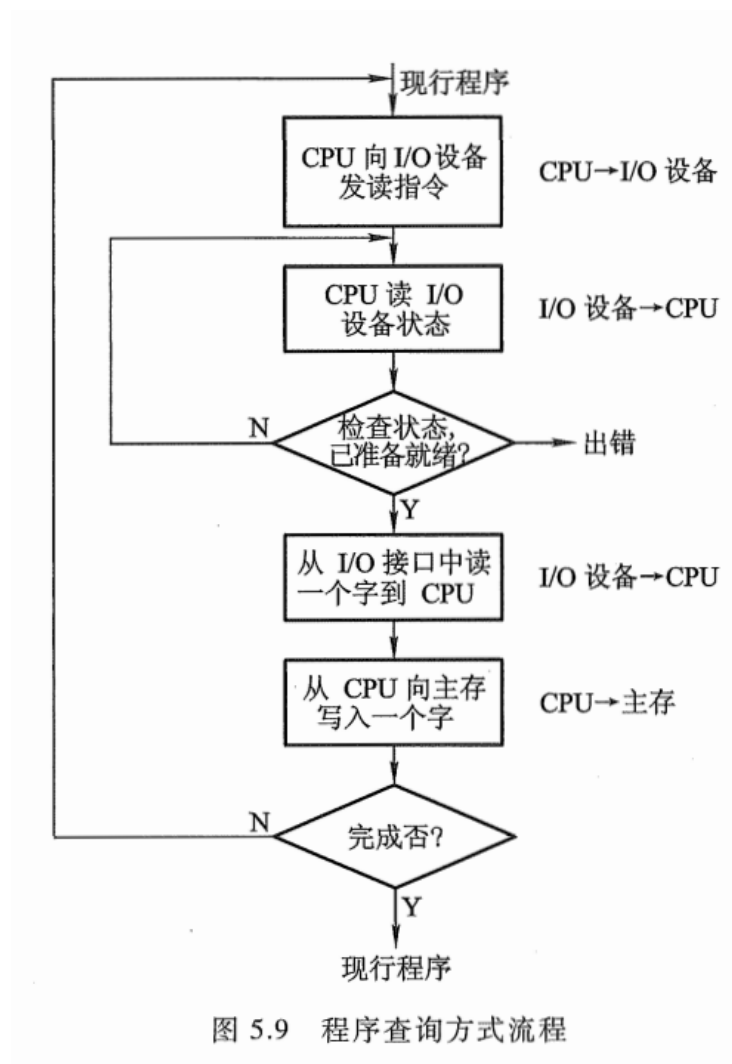 现行程序
CPU 向 I/O 设备
发读指令
CPU→I/O 设备
CPU 读 I/O
设备状态
I/O 设备→CPU
N
检查状态,
已准备就绪?
出错
Y
从 I/O 接口中读
一个字到 CPU
I/O 设备→CPU
从 CPU 向主存
写入一个字
CPU→主存
N
完成否?
Y
现行程序
图 5.9 程序查询方式流程